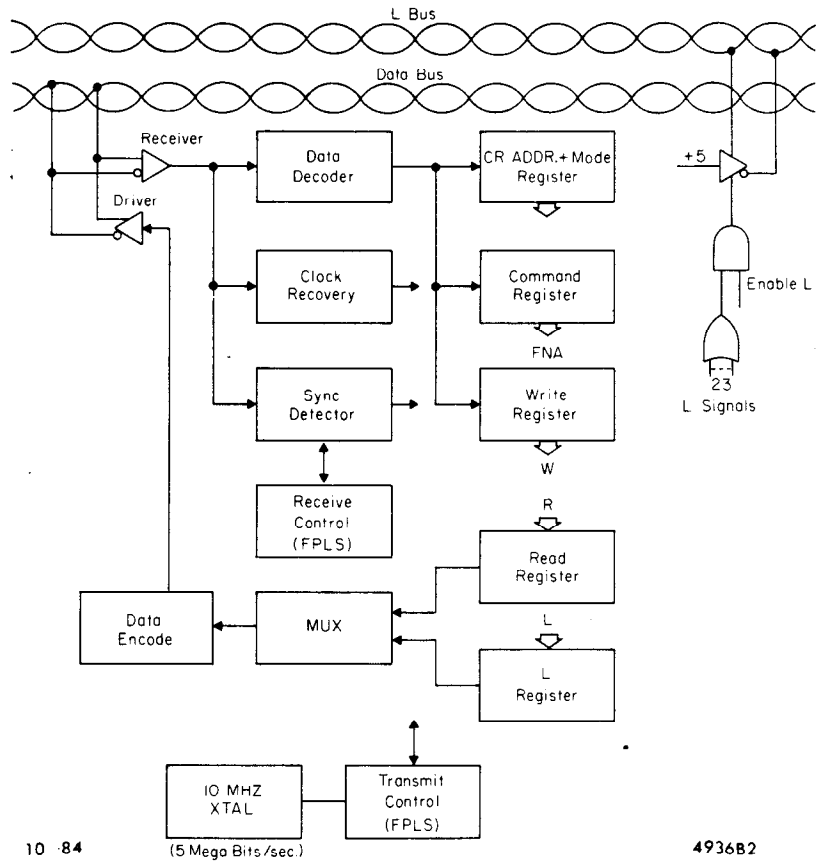 L Bus
Data Bus
Receiver
Driver
Data
Decoder
CR ADDR.+ Mode
Register
+5
Clock
Recovery
Command
Register
Enable L
FNA
Sync
Detector
Write
Register
23
L Signals
W
Receive
Control
(FPLS)
R
Read
Register
Data
Encode
MUX
L
L
Register
10 MHZ
XTAL
Transmit
Control
(FPLS)
(5 Mega Bits/sec.)
10 -84
4936B2